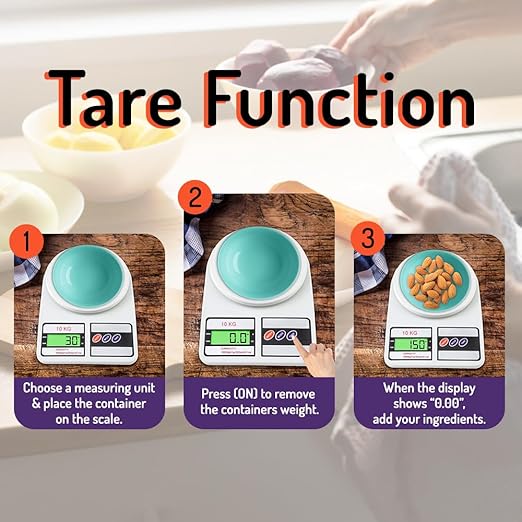 Tare Function
1
10 KG
30
Choose a measuring unit
& place the container
on the scale.
2
10 KG
0.0
Press (ON) to remove
the containers weight.
3
10 KG
150
When the display
shows “0.00”,
add your ingredients.